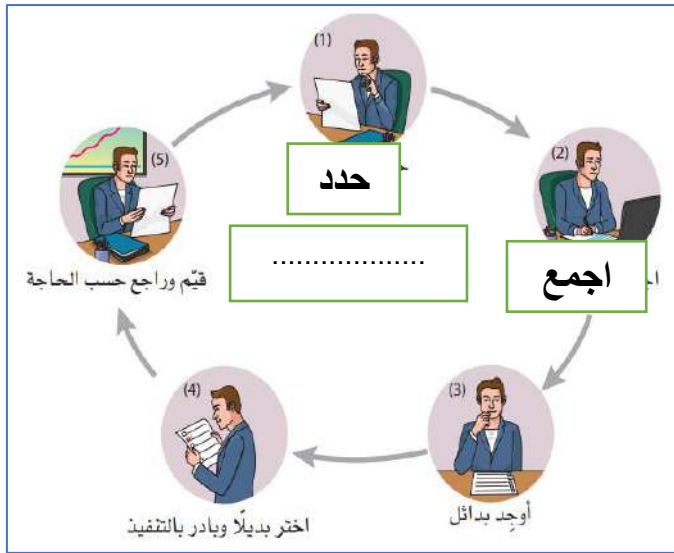 (1)
حدد
..................
(2)
اجمع
(3)
أوجِد بدائل
(4)
اختر بديلًا وبادر بالتنفيذ
(5)
قيّم وراجع حسب الحاجة